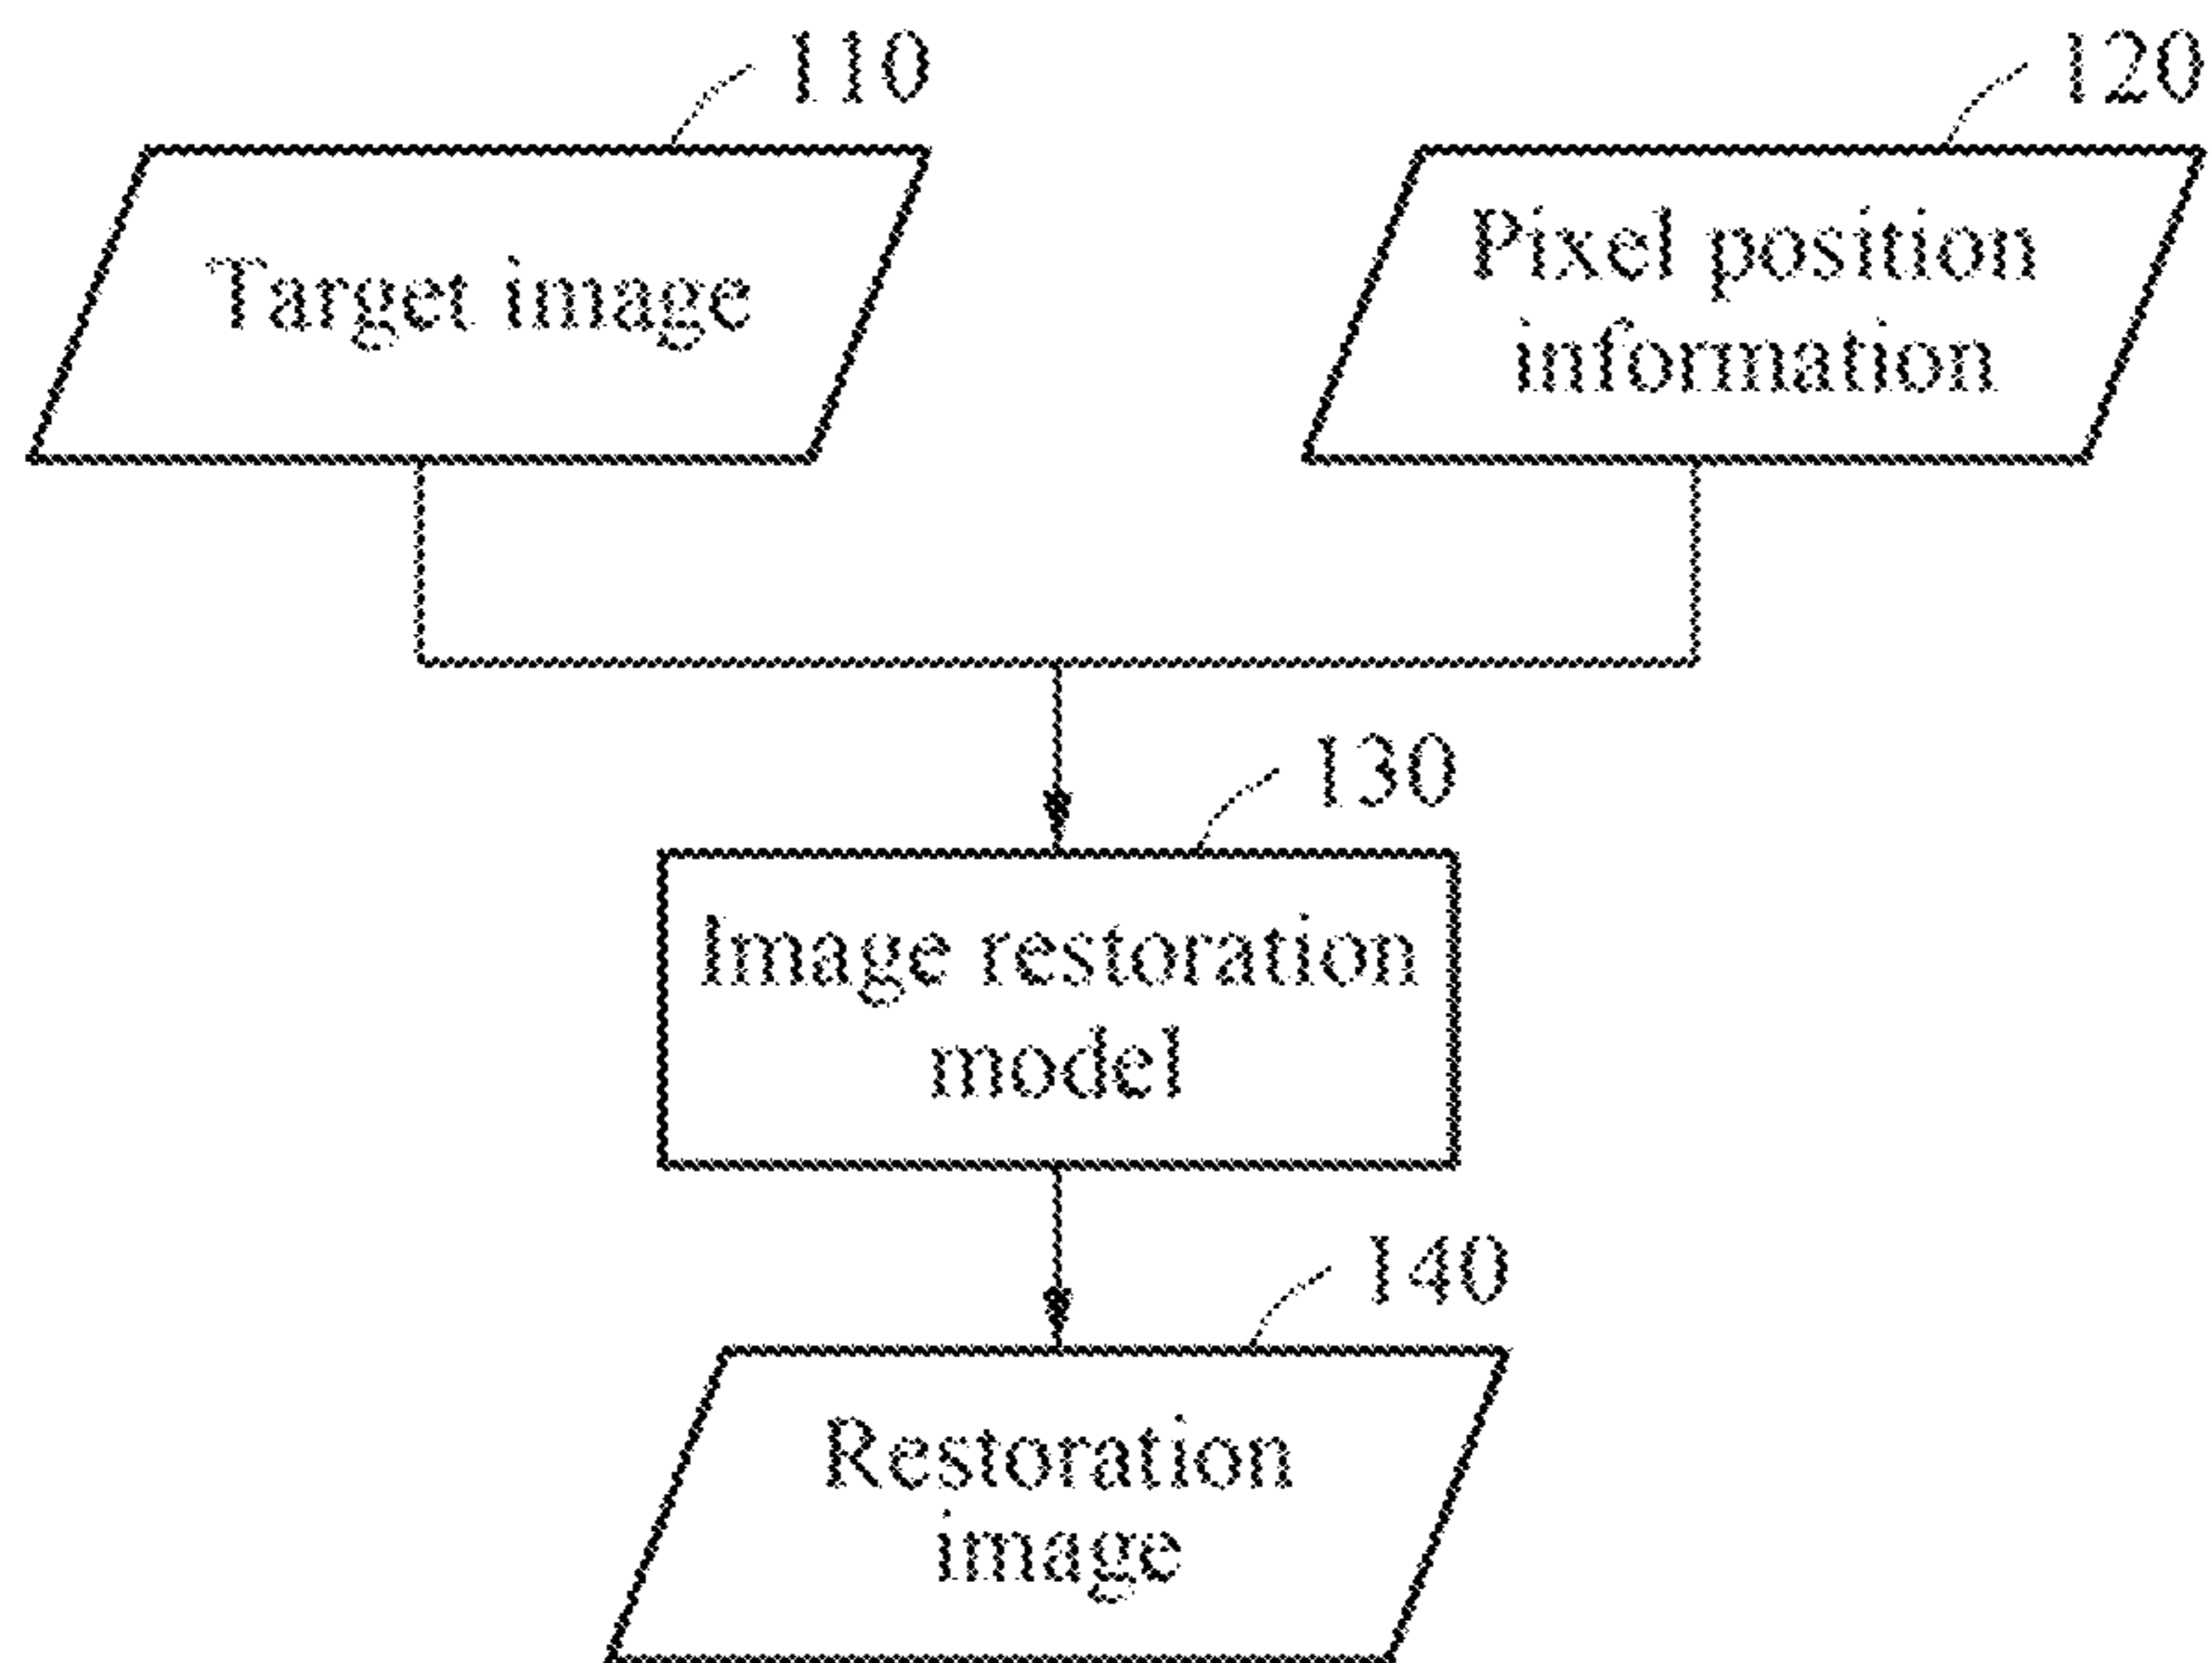 110
120
Target image
Pixel position
information
130
Image restoration
model
140
Restoration
image